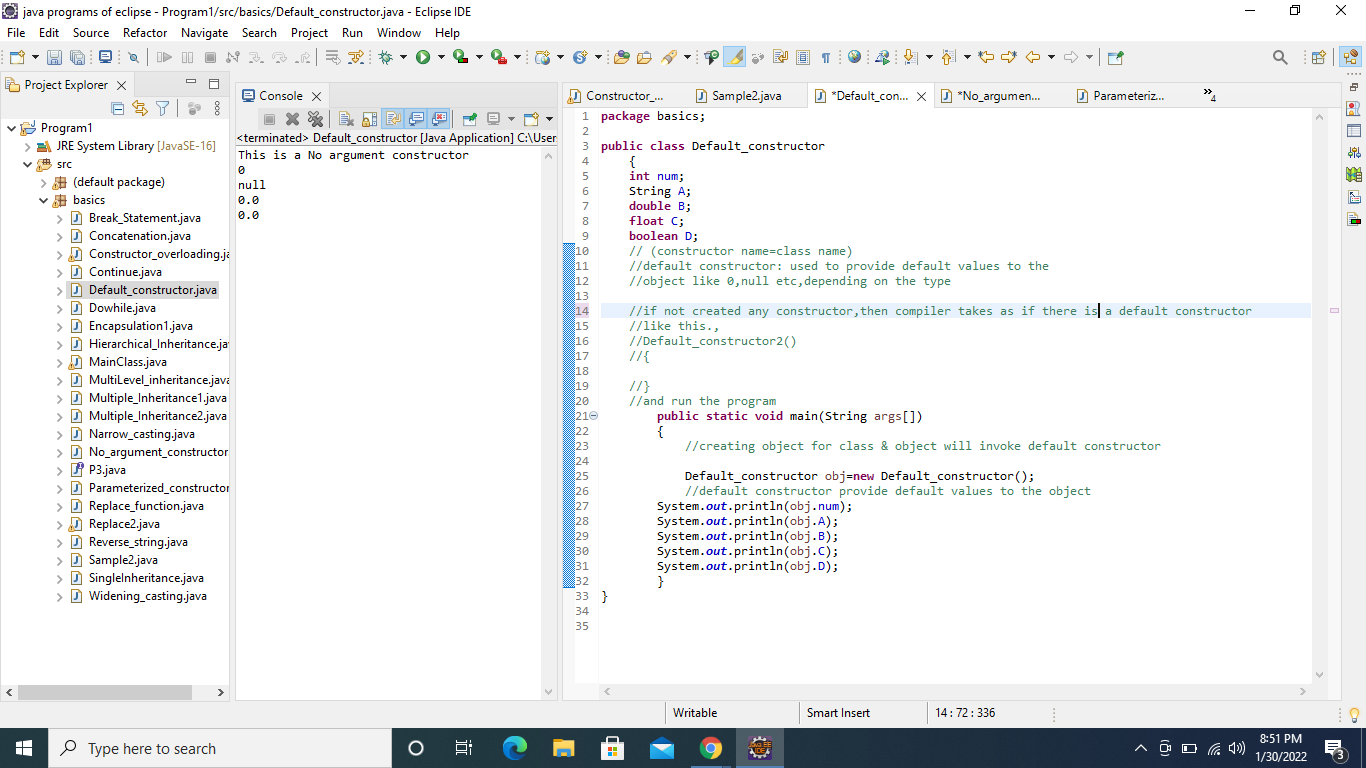 java programs of eclipse - Program1/src/basics/Default_constructor.java - Eclipse IDE
File Edit Source Refactor Navigate Search Project Run Window Help
Project Explorer
Program1
JRE System Library [JavaSE-16]
src
(default package)
basics
Break_Statement.java
Concatenation.java
Constructor_overloading.ja
Continue.java
Default_constructor.java
Dowhile.java
Encapsulation1.java
Hierarchical_Inheritance.ja
MainClass.java
MultiLevel_inheritance.java
Multiple_Inheritance1.java
Multiple_Inheritance2.java
Narrow_casting.java
No_argument_constructor
P3.java
Parameterized_constructor
Replace_function.java
Replace2.java
Reverse_string.java
Sample2.java
SingleInheritance.java
Widening_casting.java
Console
<terminated> Default_constructor [Java Application] C:\Users
This is a No argument constructor
0
null
0.0
0.0
Constructor_... Sample2.java *Default_con... *No_argumen... Parameteriz... »4
1 package basics;
2
3 public class Default_constructor
4 {
5 int num;
6 String A;
7 double B;
8 float C;
9 boolean D;
10 // (constructor name=class name)
11 //default constructor: used to provide default values to the
12 //object like 0,null etc,depending on the type
13
14 //if not created any constructor,then compiler takes as if there is a default constructor
15 //like this.,
16 //Default_constructor2()
17 //{
18
19 //}
20 //and run the program
21 public static void main(String args[])
22 {
23 //creating object for class & object will invoke default constructor
24
25 Default_constructor obj=new Default_constructor();
26 //default constructor provide default values to the object
27 System.out.println(obj.num);
28 System.out.println(obj.A);
29 System.out.println(obj.B);
30 System.out.println(obj.C);
31 System.out.println(obj.D);
32 }
33 }
34
35
Writable Smart Insert 14 : 72 : 336
Type here to search
8:51 PM
1/30/2022
3